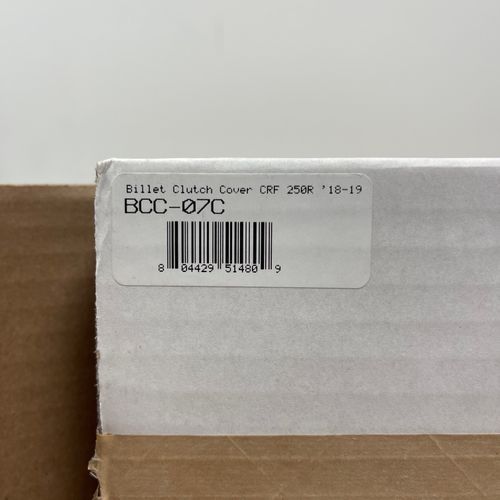 Billet Clutch Cover CRF 250R '18-19
BCC-07C
8 04429 51480 9